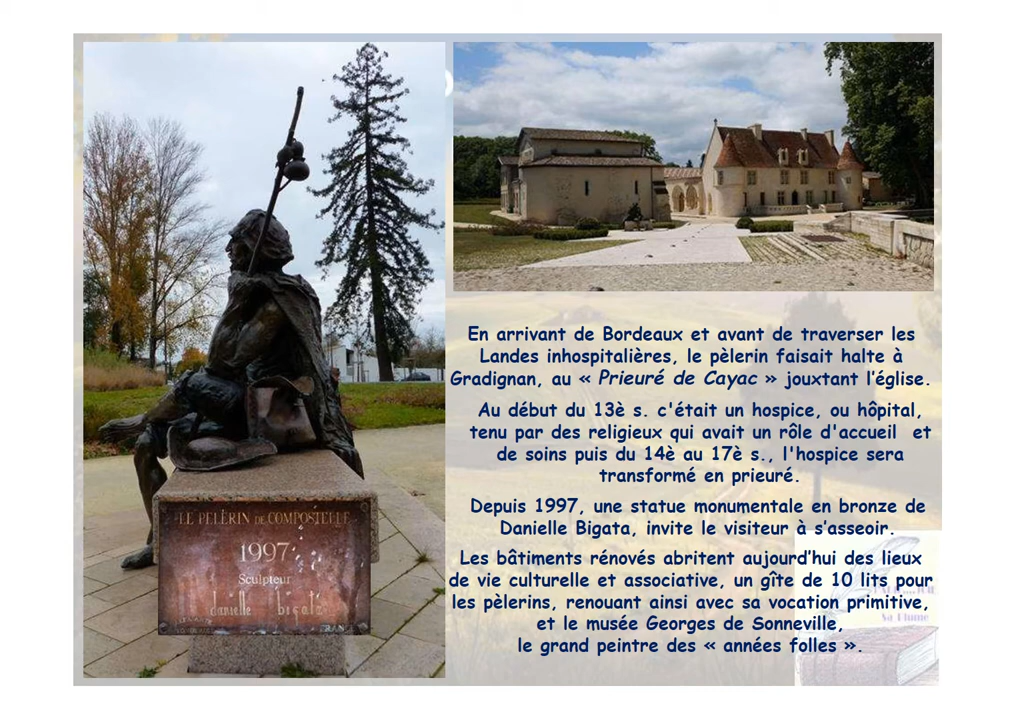 LE PELÈRIN DE COMPOSTELLE
1997
Sculpteur
danielle bigata
En arrivant de Bordeaux et avant de traverser les
Landes inhospitalières, le pèlerin faisait halte à
Gradignan, au « Prieuré de Cayac » jouxtant l’église.
Au début du 13è s. c'était un hospice, ou hôpital,
tenu par des religieux qui avait un rôle d'accueil et
de soins puis du 14è au 17è s., l'hospice sera
transformé en prieuré.
Depuis 1997, une statue monumentale en bronze de
Danielle Bigata, invite le visiteur à s’asseoir.
Les bâtiments rénovés abritent aujourd’hui des lieux
de vie culturelle et associative, un gîte de 10 lits pour
les pèlerins, renouant ainsi avec sa vocation primitive,
et le musée Georges de Sonneville,
le grand peintre des « années folles ».
Sa Plume